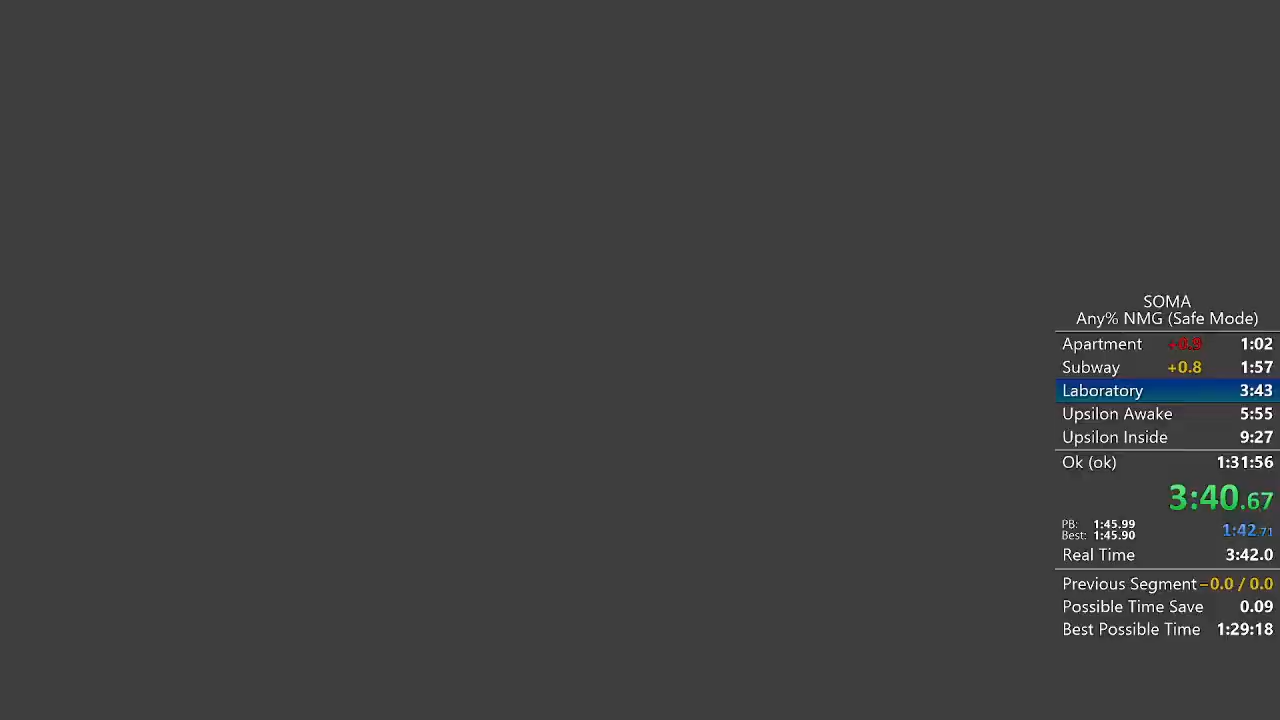 SOMA
Any% NMG (Safe Mode)
Apartment +0.9 1:02
Subway +0.8 1:57
Laboratory 3:43
Upsilon Awake 5:55
Upsilon Inside 9:27
Ok (ok) 1:31:56
3:40.67
PB: 1:45.99
Best: 1:45.90 1:42.71
Real Time 3:42.0
Previous Segment −0.0 / 0.0
Possible Time Save 0.09
Best Possible Time 1:29:18